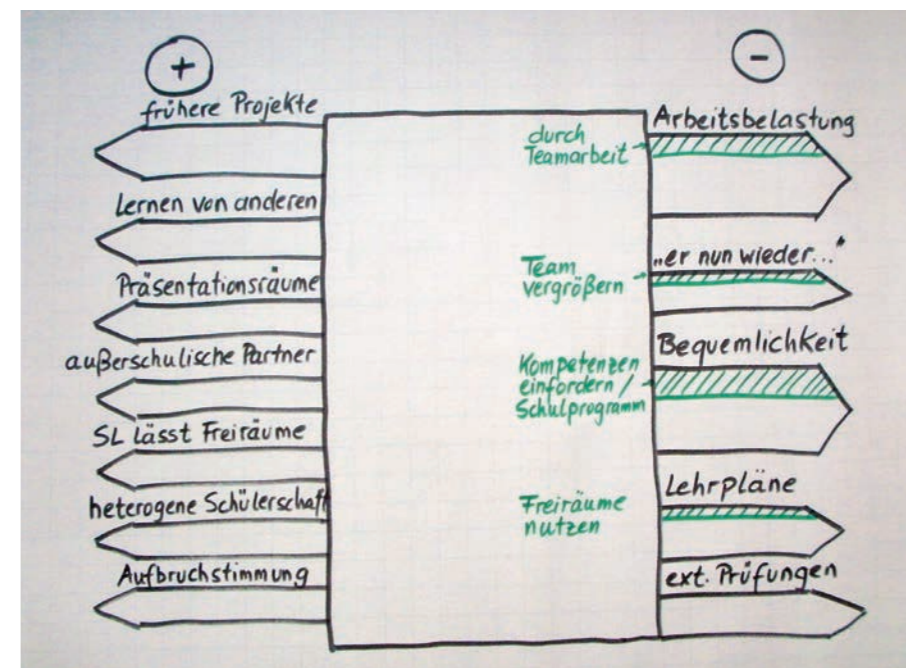 +
frühere Projekte
Lernen von anderen
Präsentationsräume
außerschulische Partner
SL lässt Freiräume
heterogene Schülerschaft
Aufbruchstimmung
durch
Teamarbeit
Team
vergrößern
Kompetenzen
einfordern /
Schulprogramm
Freiräume
nutzen
-
Arbeitsbelastung
„er nun wieder..."
Bequemlichkeit
Lehrpläne
ext. Prüfungen